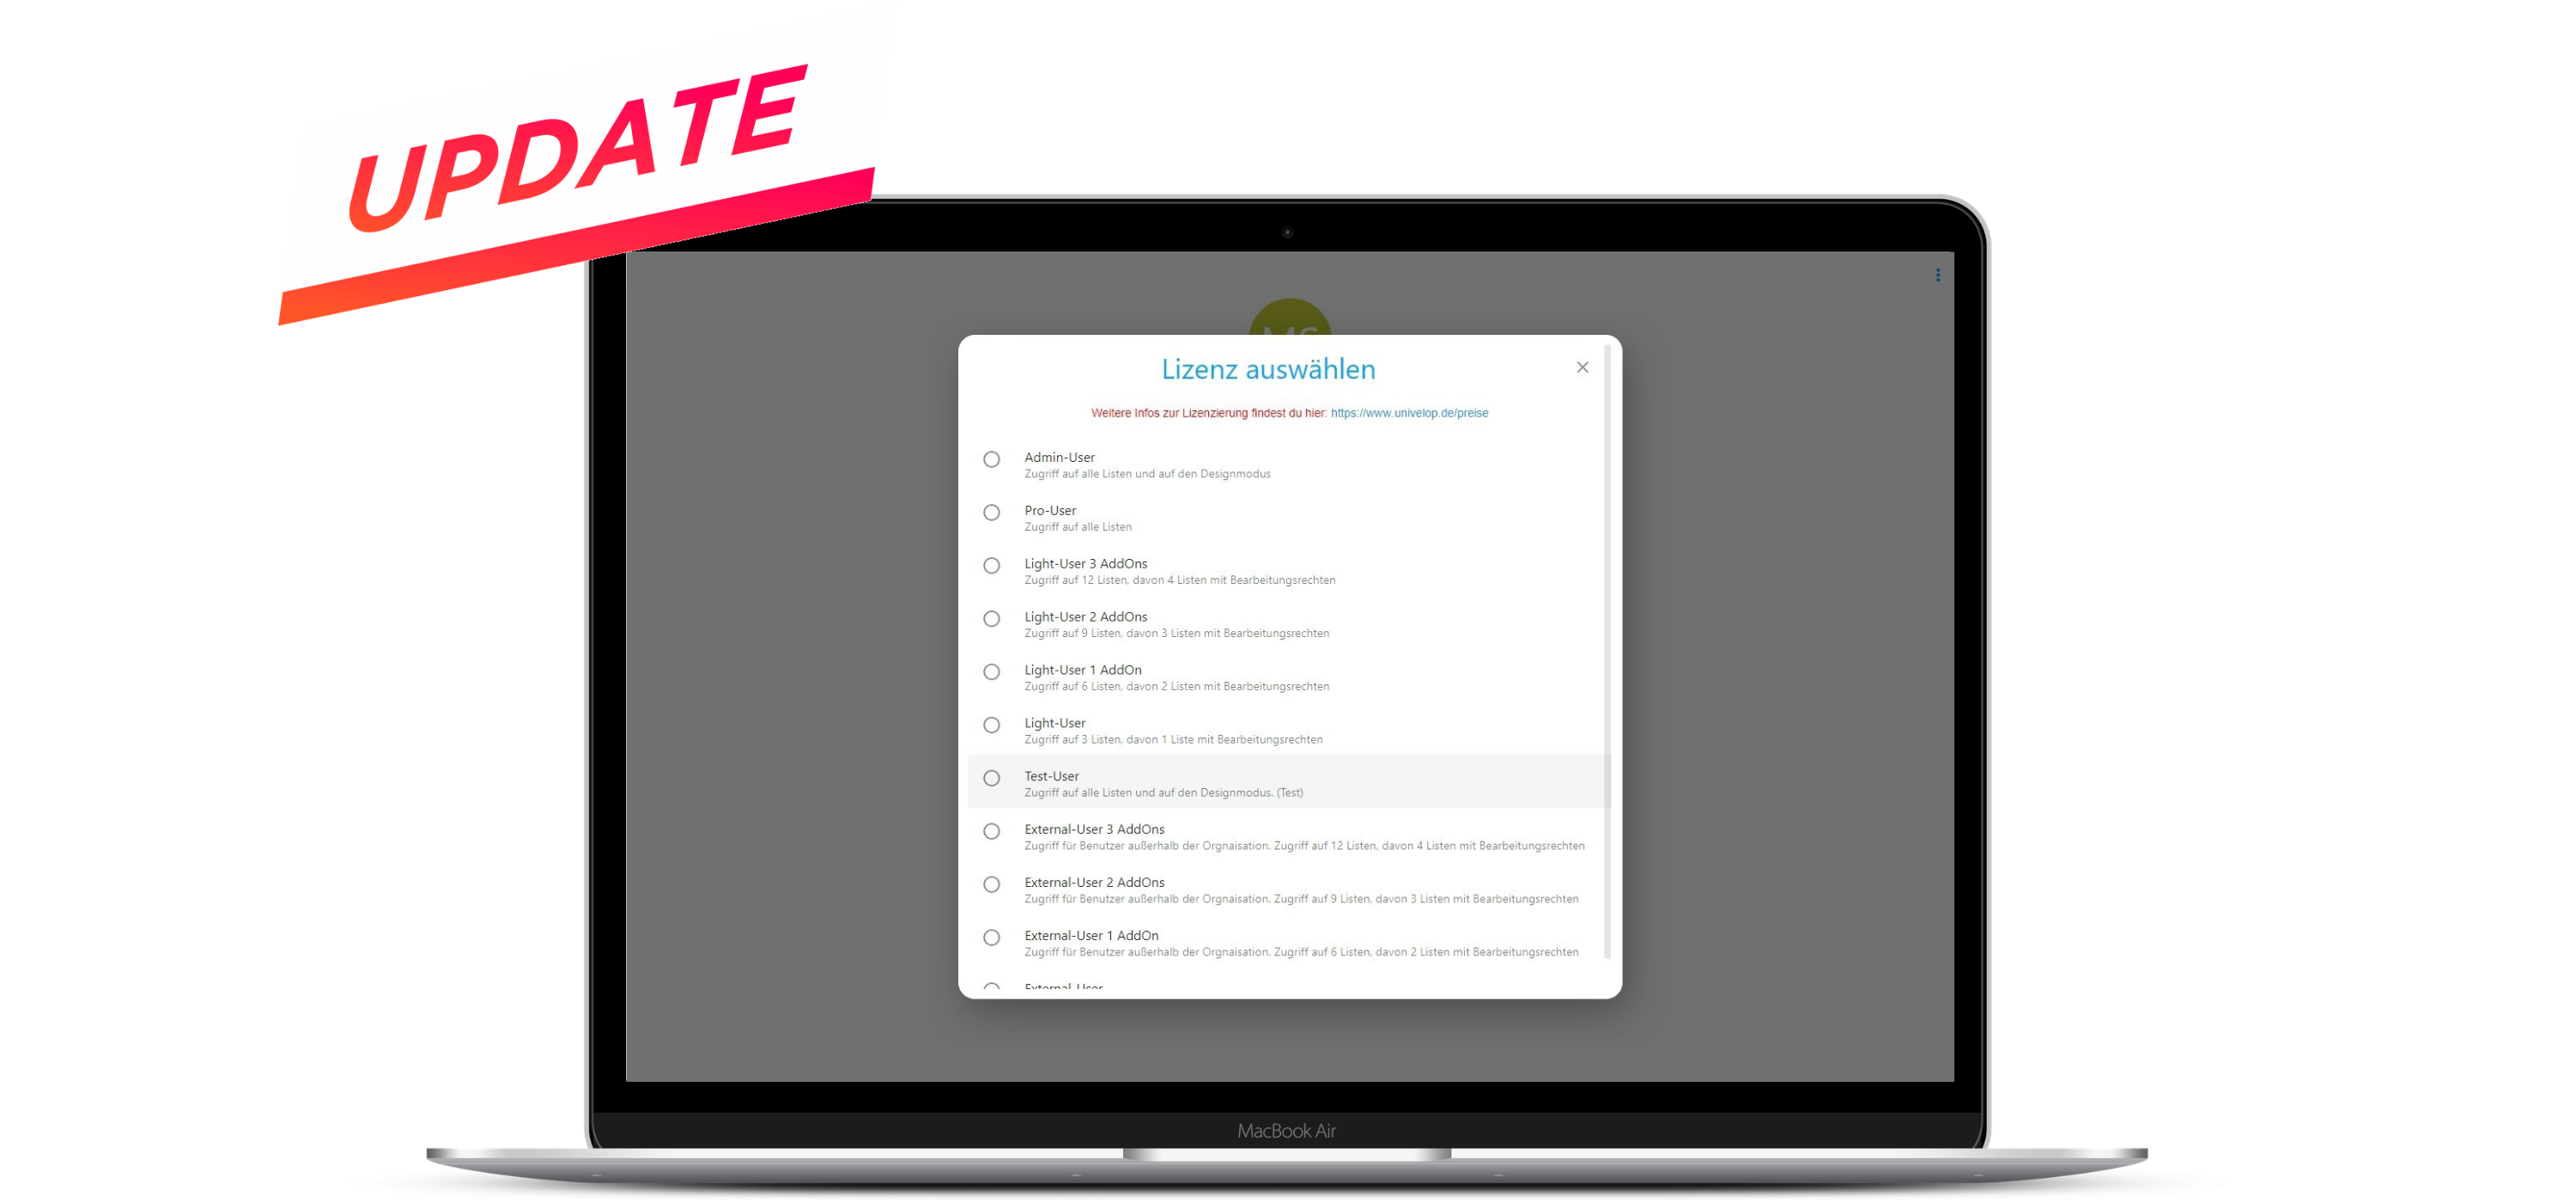 UPDATE
MS
Lizenz auswählen
Weitere Infos zur Lizenzierung findest du hier: https://www.univelop.de/preise
Admin-User
Zugriff auf alle Listen und auf den Designmodus
Pro-User
Zugriff auf alle Listen
Light-User 3 AddOns
Zugriff auf 12 Listen, davon 4 Listen mit Bearbeitungsrechten
Light-User 2 AddOns
Zugriff auf 9 Listen, davon 3 Listen mit Bearbeitungsrechten
Light-User 1 AddOn
Zugriff auf 6 Listen, davon 2 Listen mit Bearbeitungsrechten
Light-User
Zugriff auf 3 Listen, davon 1 Liste mit Bearbeitungsrechten
Test-User
Zugriff auf alle Listen und auf den Designmodus. (Test)
External-User 3 AddOns
Zugriff für Benutzer außerhalb der Orgnaisation. Zugriff auf 12 Listen, davon 4 Listen mit Bearbeitungsrechten
External-User 2 AddOns
Zugriff für Benutzer außerhalb der Orgnaisation. Zugriff auf 9 Listen, davon 3 Listen mit Bearbeitungsrechten
External-User 1 AddOn
Zugriff für Benutzer außerhalb der Orgnaisation. Zugriff auf 6 Listen, davon 2 Listen mit Bearbeitungsrechten
External-User
MacBook Air